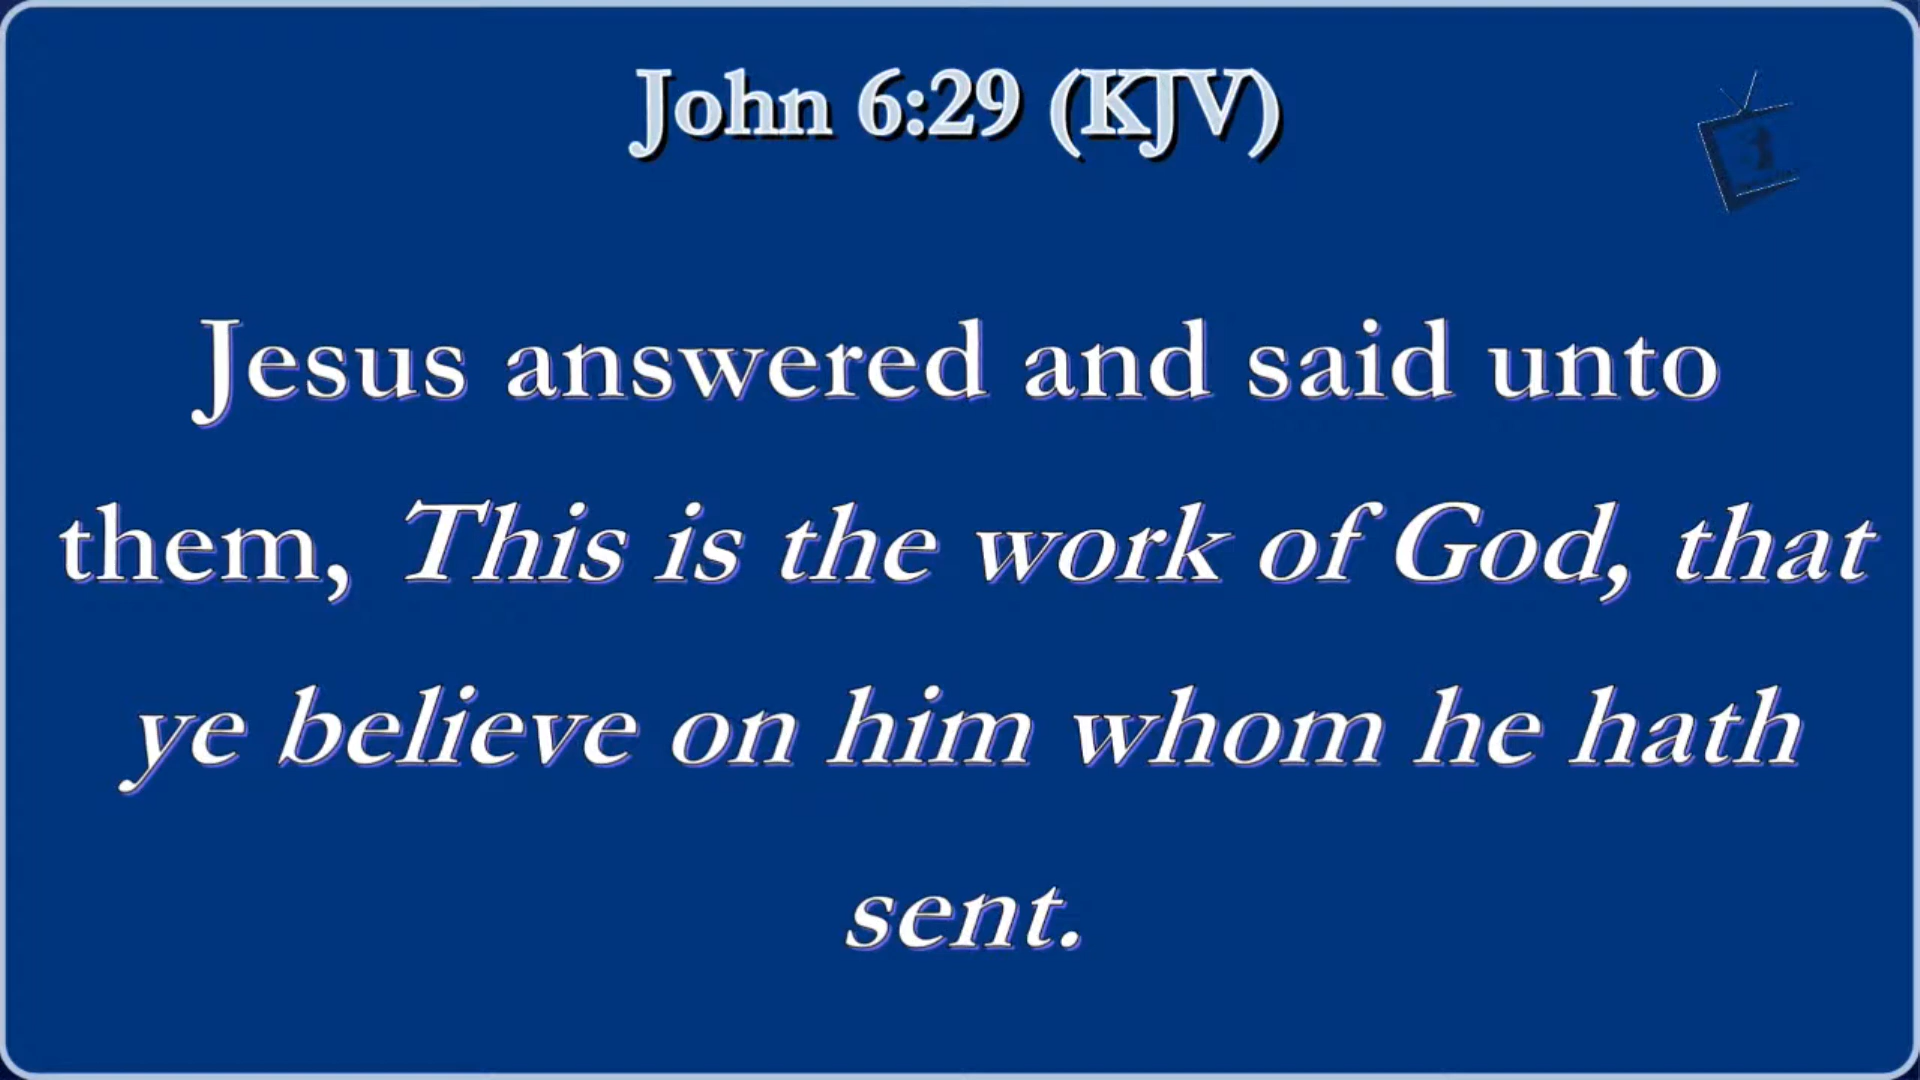 John 6:29 (KJV)
Jesus answered and said unto
them, This is the work of God, that
ye believe on him whom he hath
sent.